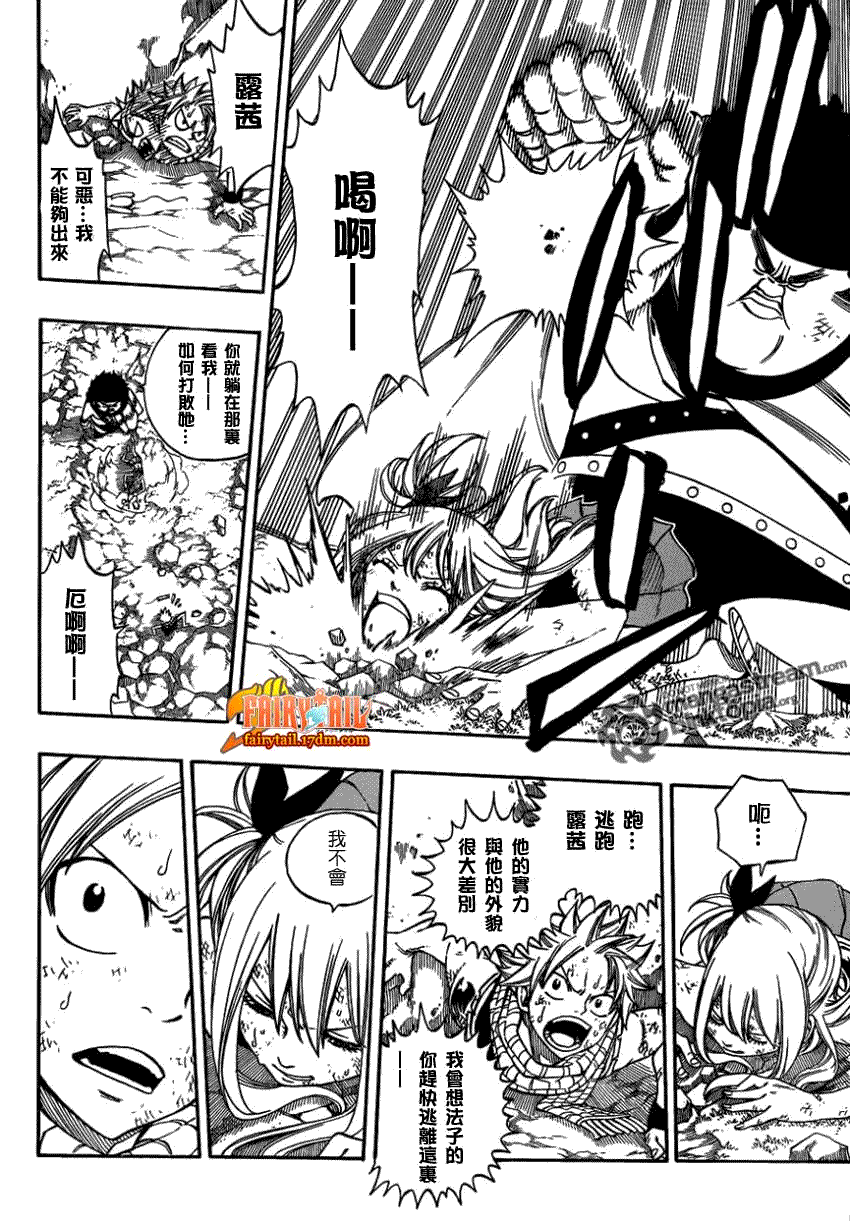 喝啊——
露茜
可惡…我
不能夠出來
你就躺在那裏
看我——
如何打敗她…
厄啊啊——
FAIRY TAIL
fairytail.17dm.com
mangastream.com
呃…
跑…
逃跑
露茜
他的實力
與他的外貌
很大差別
我會想法子的
你趕快逃離這裏
——
我不會